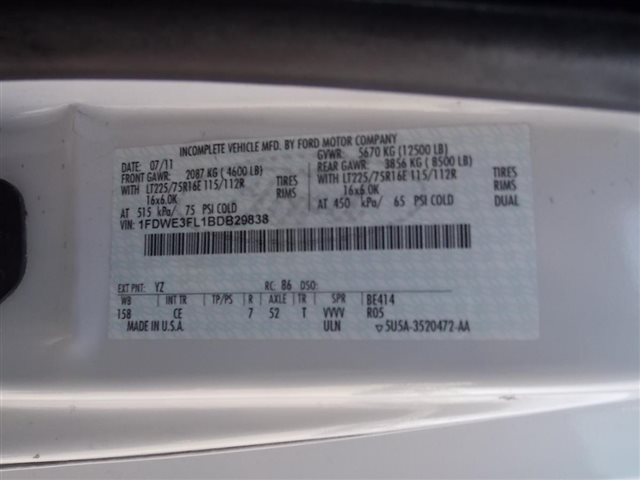 INCOMPLETE VEHICLE MFD. BY FORD MOTOR COMPANY
DATE: 07/11 GVWR: 5670 KG (12500 LB)
FRONT GAWR: 2087 KG ( 4600 LB) REAR GAWR: 3856 KG ( 8500 LB)
WITH LT225/75R16E 115/112R TIRES WITH LT225/75R16E 115/112R TIRES
16x6.0K RIMS 16x6.0K RIMS
AT 515 kPa/ 75 PSI COLD AT 450 kPa/ 65 PSI COLD DUAL
VIN: 1FDWE3FL1BDB29838
EXT PNT: YZ RC: 86 DSO:
WB INT TR TP/PS R AXLE TR SPR BE414
158 CE 7 52 T VVVV R05
MADE IN U.S.A. ULN ▽5U5A-3520472-AA